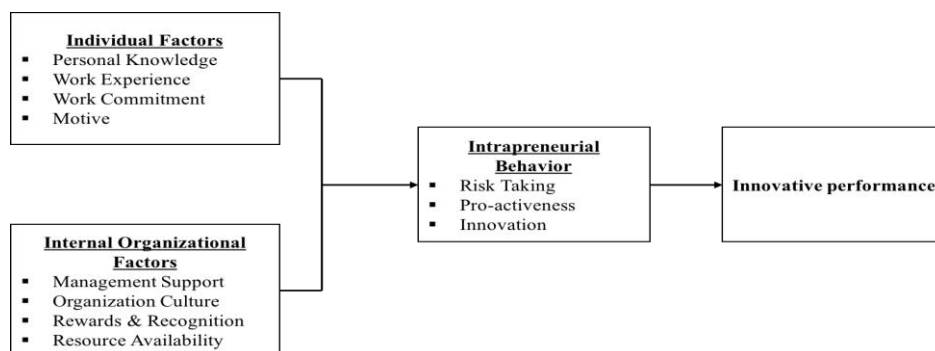 Individual Factors
▪ Personal Knowledge
▪ Work Experience
▪ Work Commitment
▪ Motive
Internal Organizational
Factors
▪ Management Support
▪ Organization Culture
▪ Rewards & Recognition
▪ Resource Availability
Intrapreneurial
Behavior
▪ Risk Taking
▪ Pro-activeness
▪ Innovation
Innovative performance